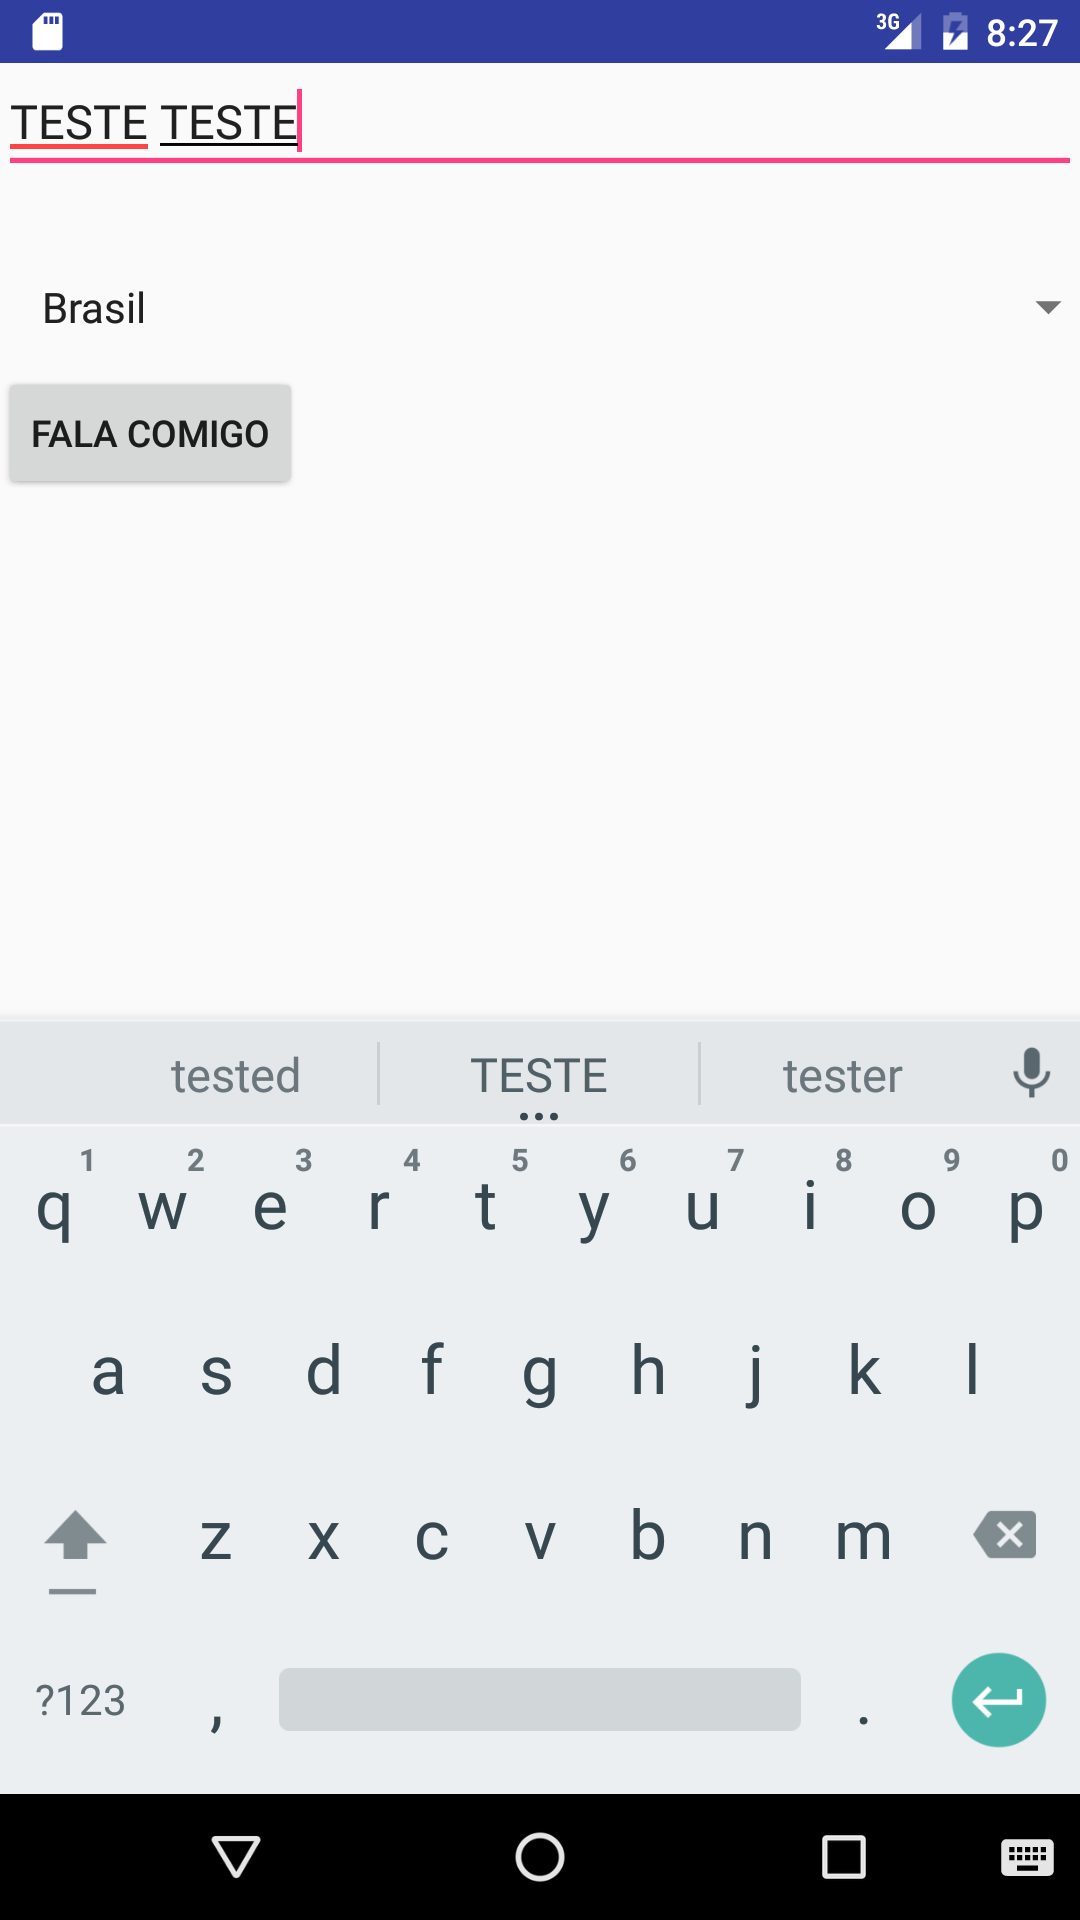 3G 8:27
TESTE TESTE
Brasil
FALA COMIGO
tested TESTE tester
1 2 3 4 5 6 7 8 9 0
q w e r t y u i o p
a s d f g h j k l
z x c v b n m
?123 , .